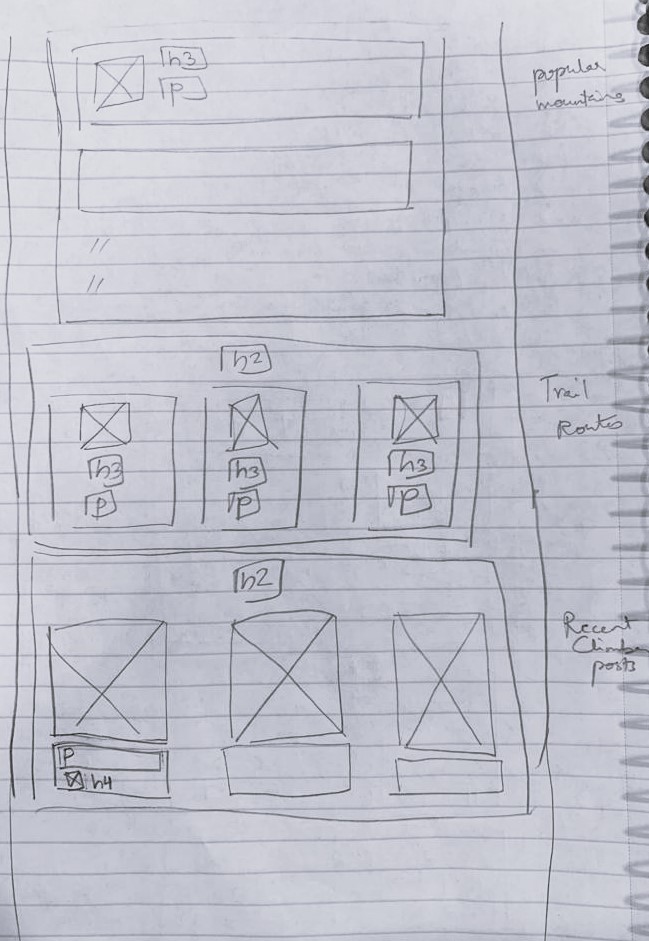 h3
P
popular
mountains
//
//
h2
h3
h3
h3
P
P
P
Trail
Routes
h2
Recent
Climber
posts
P
h4